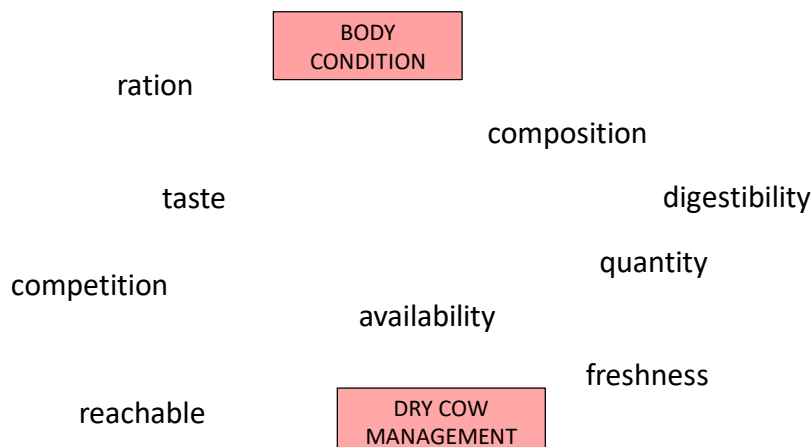 BODY
CONDITION
ration
composition
taste
digestibility
quantity
competition
availability
freshness
reachable
DRY COW
MANAGEMENT